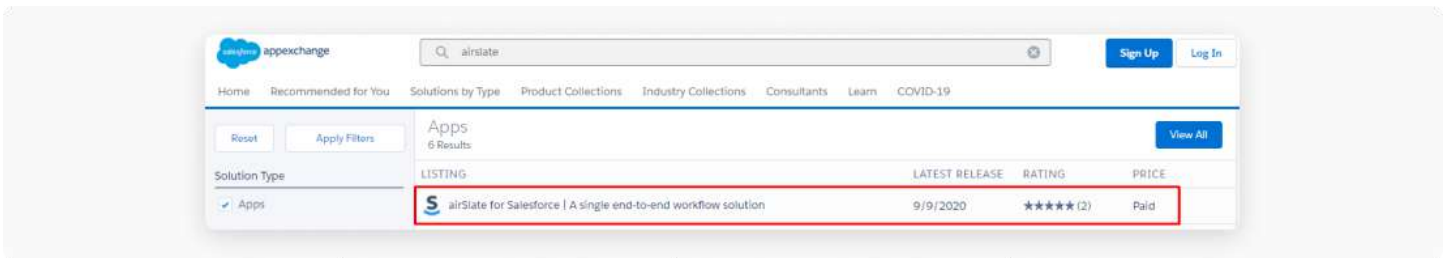 salesforce appexchange
airslate
Sign Up
Log In
Home Recommended for You Solutions by Type Product Collections Industry Collections Consultants Learn COVID-19
Reset Apply Filters
Apps
6 Results
View All
Solution Type
LISTING LATEST RELEASE RATING PRICE
Apps
airSlate for Salesforce | A single end-to-end workflow solution 9/9/2020 ★★★★★ (2) Paid